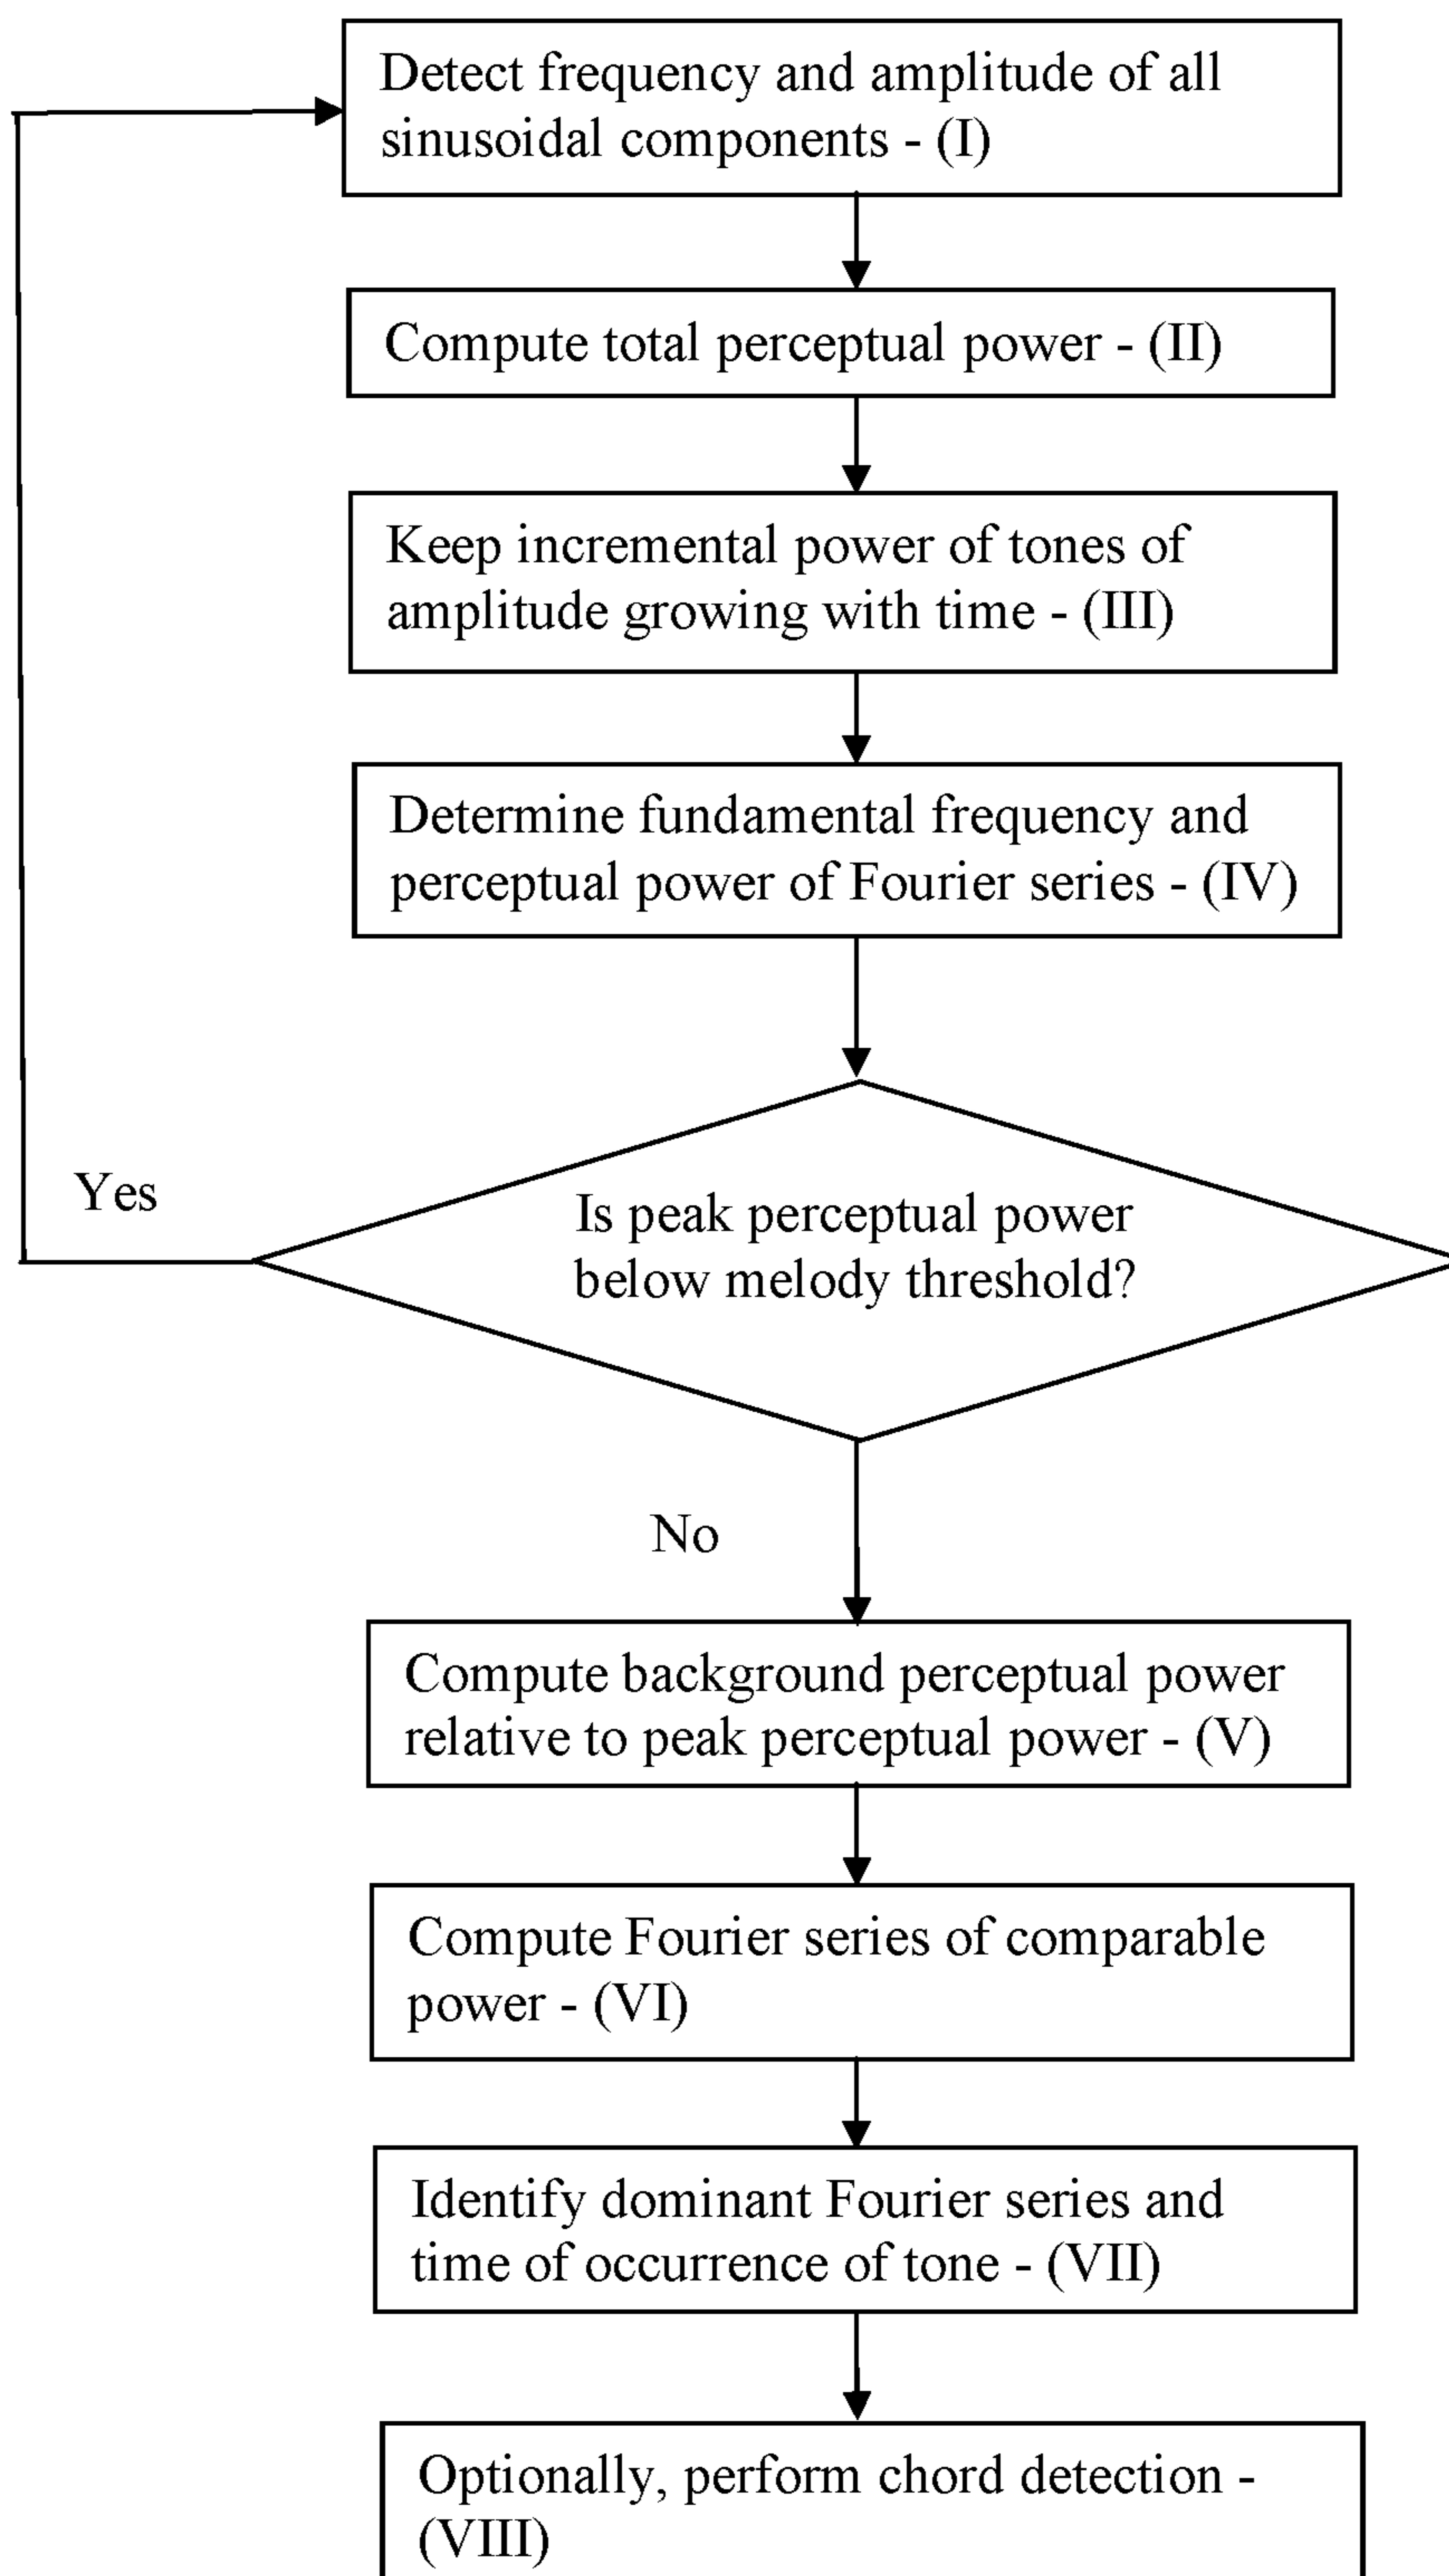 Detect frequency and amplitude of all
sinusoidal components - (I)
Compute total perceptual power - (II)
Keep incremental power of tones of
amplitude growing with time - (III)
Determine fundamental frequency and
perceptual power of Fourier series - (IV)
Yes
Is peak perceptual power
below melody threshold?
No
Compute background perceptual power
relative to peak perceptual power - (V)
Compute Fourier series of comparable
power - (VI)
Identify dominant Fourier series and
time of occurrence of tone - (VII)
Optionally, perform chord detection -
(VIII)